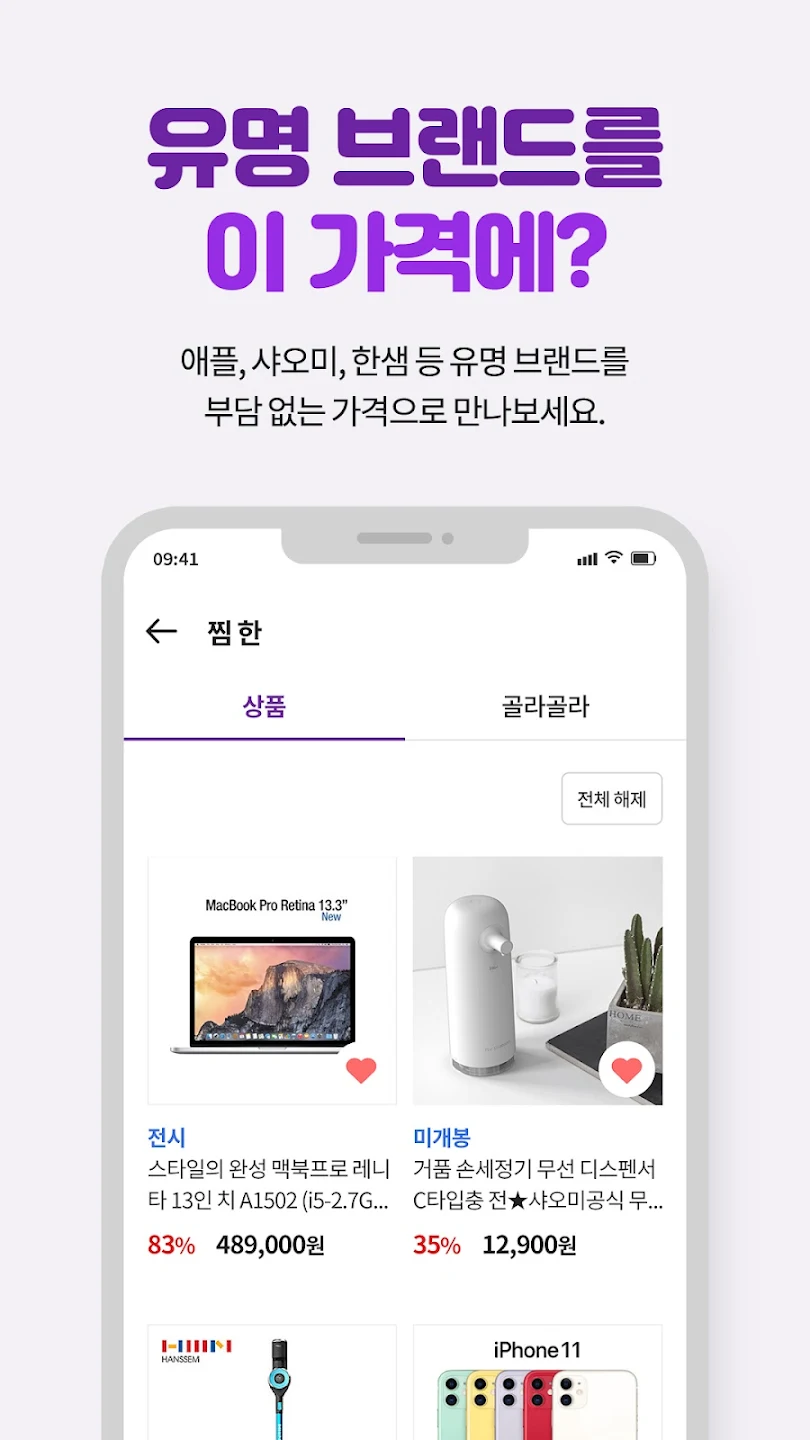 유명 브랜드를
이 가격에?
애플, 샤오미, 한샘 등 유명 브랜드를
부담 없는 가격으로 만나보세요.
09:41
찜 한
상품
골라골라
전체 해제
MacBook Pro Retina 13.3"
New
HOME
전시
스타일의 완성 맥북프로 레니
타 13인 치 A1502 (i5-2.7G...
83% 489,000원
미개봉
거품 손세정기 무선 디스펜서
C타입충 전★샤오미공식 무...
35% 12,900원
HANSSEM
iPhone 11